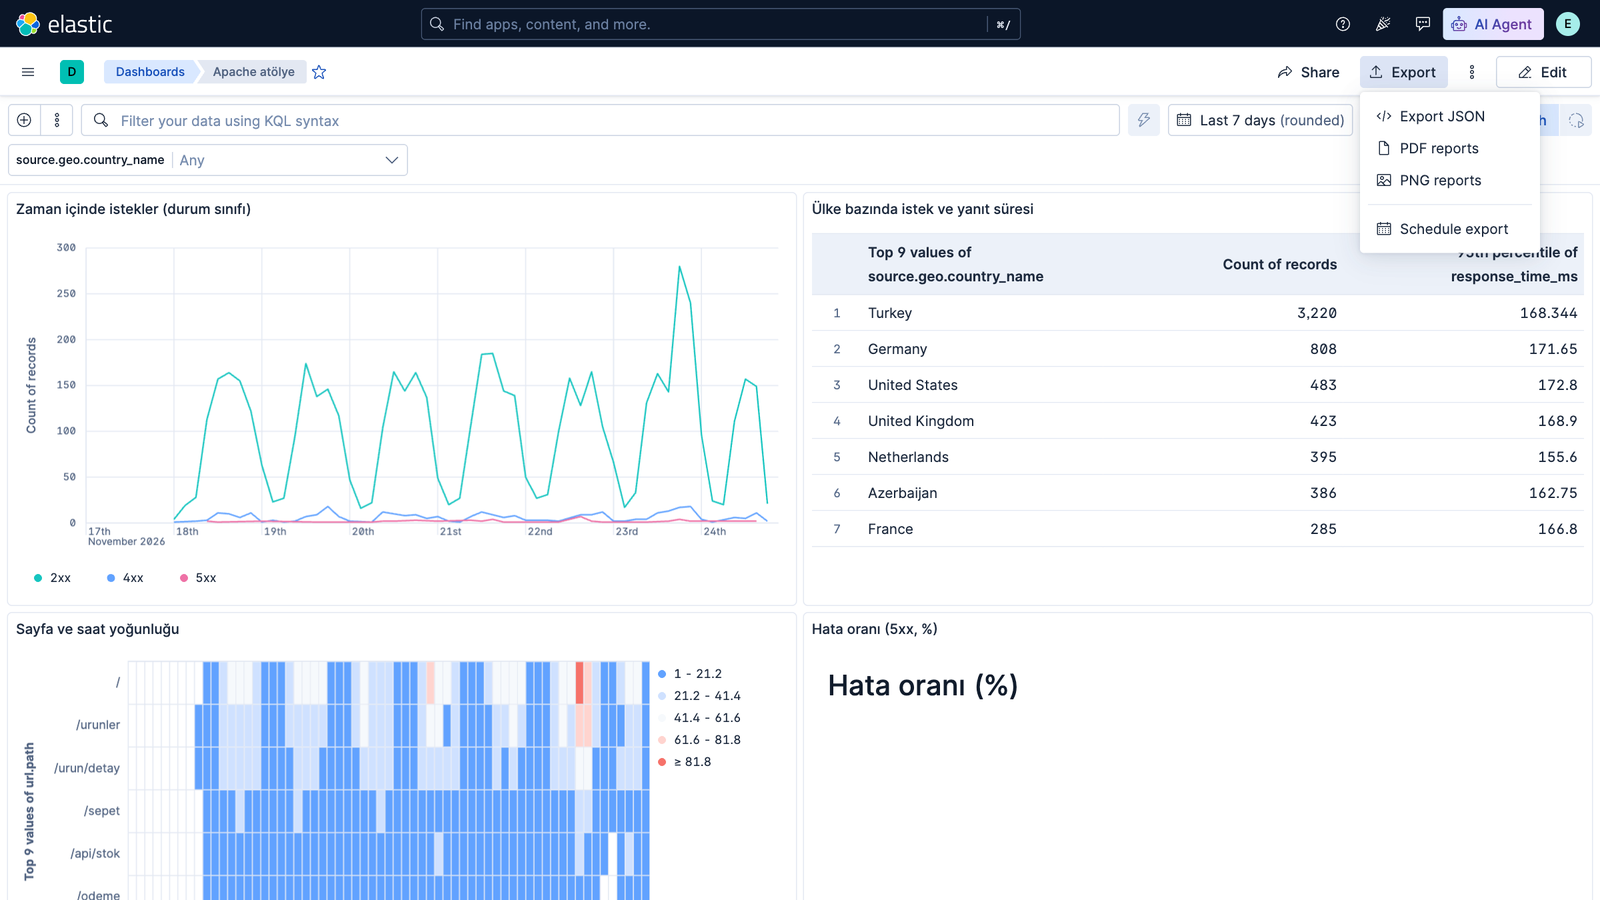 elastic
Find apps, content, and more.
⌘/
AI Agent
E
D
Dashboards
Apache atölye
Share
Export
Edit
Filter your data using KQL syntax
Last 7 days (rounded)
h
Export JSON
PDF reports
PNG reports
Schedule export
source.geo.country_name
Any
Zaman içinde istekler (durum sınıfı)
300
250
200
150
100
50
0
Count of records
17th
18th
19th
20th
21st
22nd
23rd
24th
November 2026
2xx
4xx
5xx
Ülke bazında istek ve yanıt süresi
Top 9 values of
source.geo.country_name
Count of records
95th percentile of
response_time_ms
1 Turkey 3,220 168.344
2 Germany 808 171.65
3 United States 483 172.8
4 United Kingdom 423 168.9
5 Netherlands 395 155.6
6 Azerbaijan 386 162.75
7 France 285 166.8
Sayfa ve saat yoğunluğu
Top 9 values of url.path
/
/urunler
/urun/detay
/sepet
/api/stok
/odeme
1 - 21.2
21.2 - 41.4
41.4 - 61.6
61.6 - 81.8
≥ 81.8
Hata oranı (5xx, %)
Hata oranı (%)